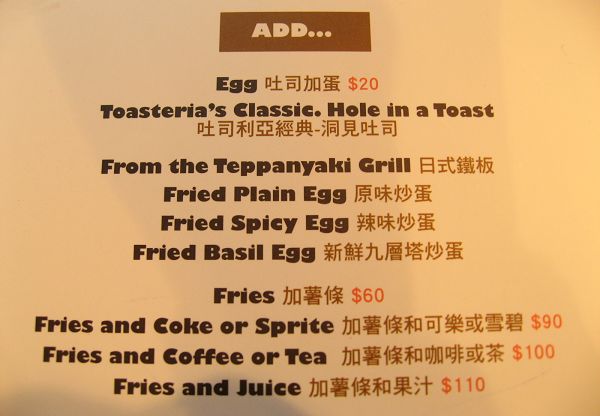 ADD...
Egg 吐司加蛋 $20
Toasteria's Classic. Hole in a Toast
吐司利亞經典-洞見吐司
From the Teppanyaki Grill 日式鐵板
Fried Plain Egg 原味炒蛋
Fried Spicy Egg 辣味炒蛋
Fried Basil Egg 新鮮九層塔炒蛋
Fries 加薯條 $60
Fries and Coke or Sprite 加薯條和可樂或雪碧 $90
Fries and Coffee or Tea 加薯條和咖啡或茶 $100
Fries and Juice 加薯條和果汁 $110